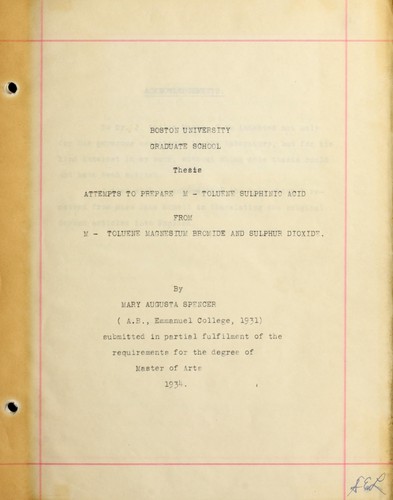 BOSTON UNIVERSITY
GRADUATE SCHOOL
Thesis
ATTEMPTS TO PREPARE M - TOLUENE SULPHINIC ACID
FROM
M - TOLUENE MAGNESIUM BROMIDE AND SULPHUR DIOXIDE.
By
MARY AUGUSTA SPENCER
( A.B., Emmanuel College, 1931)
submitted in partial fulfilment of the
requirements for the degree of
Master of Arts
1934.